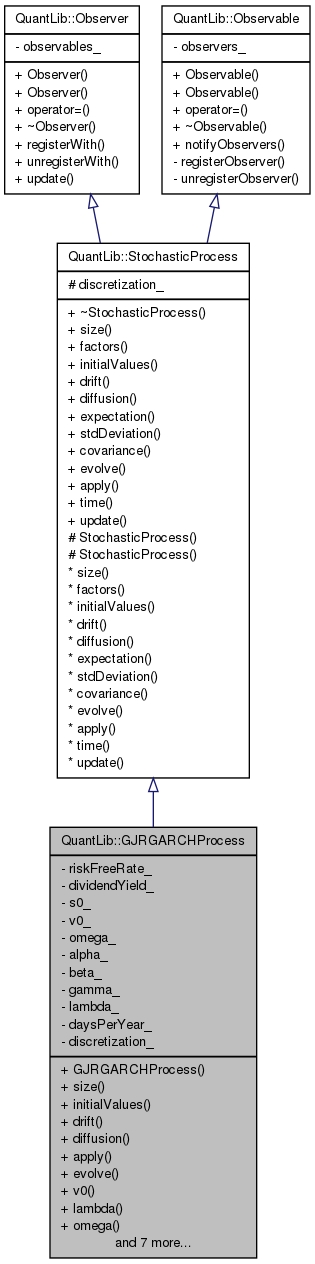 QuantLib::Observer
- observables_
+ Observer()
+ Observer()
+ operator=()
+ ~Observer()
+ registerWith()
+ unregisterWith()
+ update()
QuantLib::Observable
- observers_
+ Observable()
+ Observable()
+ operator=()
+ ~Observable()
+ notifyObservers()
- registerObserver()
- unregisterObserver()
QuantLib::StochasticProcess
# discretization_
+ ~StochasticProcess()
+ size()
+ factors()
+ initialValues()
+ drift()
+ diffusion()
+ expectation()
+ stdDeviation()
+ covariance()
+ evolve()
+ apply()
+ time()
+ update()
# StochasticProcess()
# StochasticProcess()
* size()
* factors()
* initialValues()
* drift()
* diffusion()
* expectation()
* stdDeviation()
* covariance()
* evolve()
* apply()
* time()
* update()
QuantLib::GJRGARCHProcess
- riskFreeRate_
- dividendYield_
- s0_
- v0_
- omega_
- alpha_
- beta_
- gamma_
- lambda_
- daysPerYear_
- discretization_
+ GJRGARCHProcess()
+ size()
+ initialValues()
+ drift()
+ diffusion()
+ apply()
+ evolve()
+ v0()
+ lambda()
+ omega()
and 7 more...